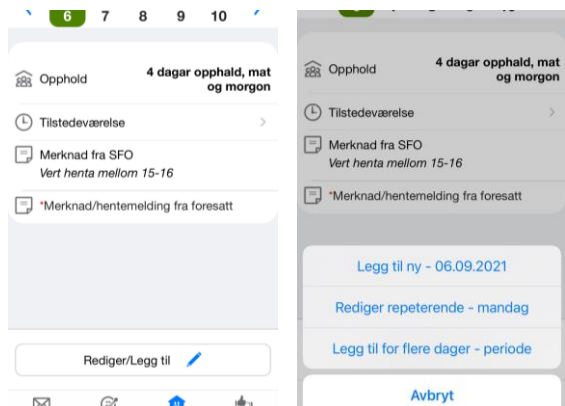 6 7 8 9 10
Opphold
4 dagar opphald, mat
og morgon
Tilstedeværelse
Merknad fra SFO
Vert henta mellom 15-16
*Merknad/hentemelding fra foresatt
Rediger/Legg til
Opphold
4 dagar opphald, mat
og morgon
Tilstedeværelse
Merknad fra SFO
Vert henta mellom 15-16
*Merknad/hentemelding fra foresatt
Legg til ny - 06.09.2021
Rediger repeterende - mandag
Legg til for flere dager - periode
Avbryt